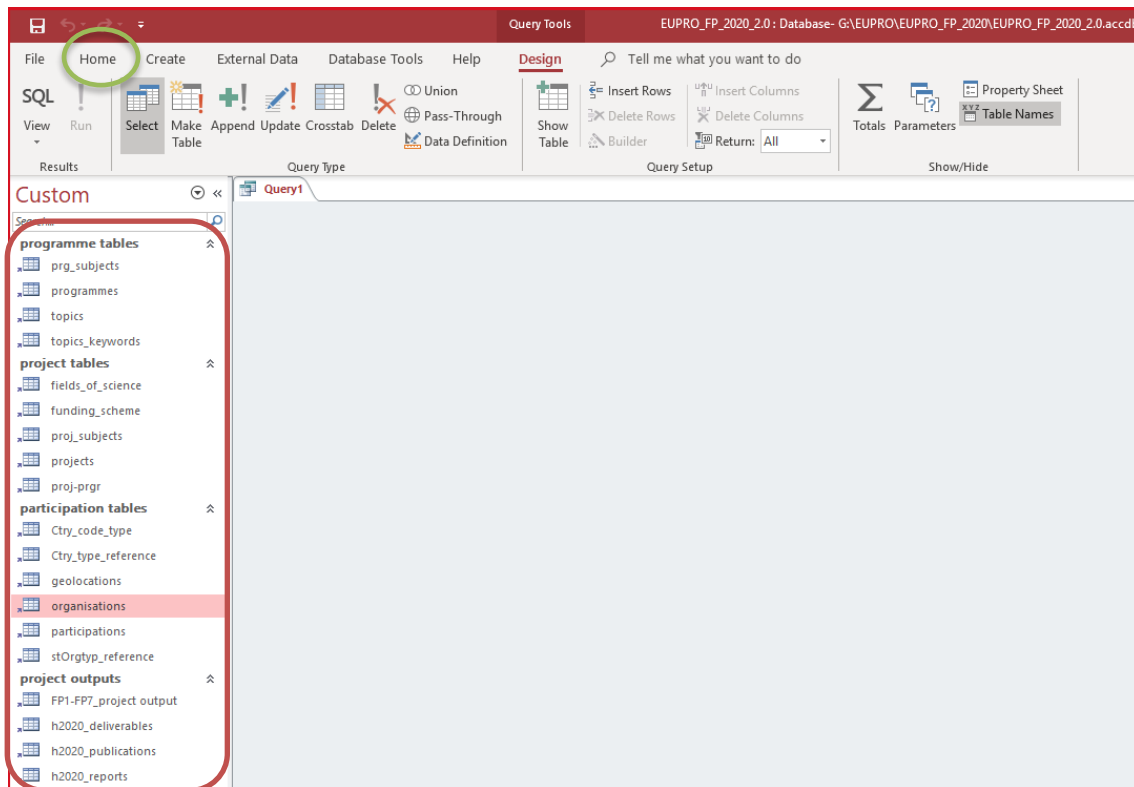 Query Tools EUPRO_FP_2020_2.0 : Database- G:\EUPRO\EUPRO_FP_2020\EUPRO_FP_2020_2.0.accdb
File Home Create External Data Database Tools Help Design Tell me what you want to do
SQL
View
Run
Select
Make
Table
Append
Update
Crosstab
Delete
Union
Pass-Through
Data Definition
Show
Table
Insert Rows
Delete Rows
Builder
Insert Columns
Delete Columns
Return: All
Totals
Parameters
Property Sheet
XYZ
Table Names
Results Query Type Query Setup Show/Hide
Custom
Query1
Search...
programme tables
prg_subjects
programmes
topics
topics_keywords
project tables
fields_of_science
funding_scheme
proj_subjects
projects
proj-prgr
participation tables
Ctry_code_type
Ctry_type_reference
geolocations
organisations
participations
stOrgtyp_reference
project outputs
FP1-FP7_project output
h2020_deliverables
h2020_publications
h2020_reports